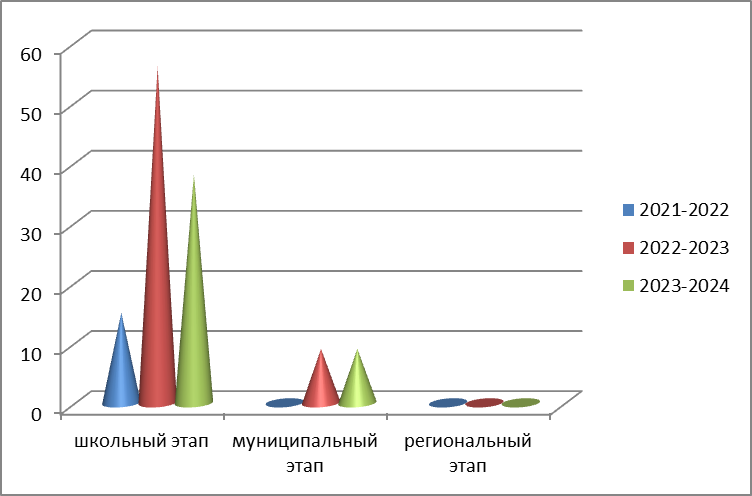 60
50
40
30
20
10
0
школьный этап
муниципальный
этап
региональный
этап
2021-2022
2022-2023
2023-2024